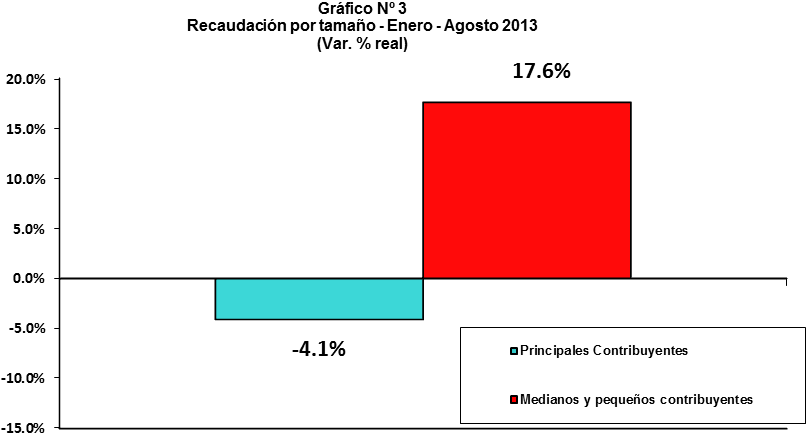 Gráfico Nº 3
Recaudación por tamaño - Enero - Agosto 2013
(Var. % real)
17.6%
20.0%
15.0%
10.0%
5.0%
0.0%
-5.0%
-10.0%
-15.0%
-4.1%
Principales Contribuyentes
Medianos y pequeños contribuyentes